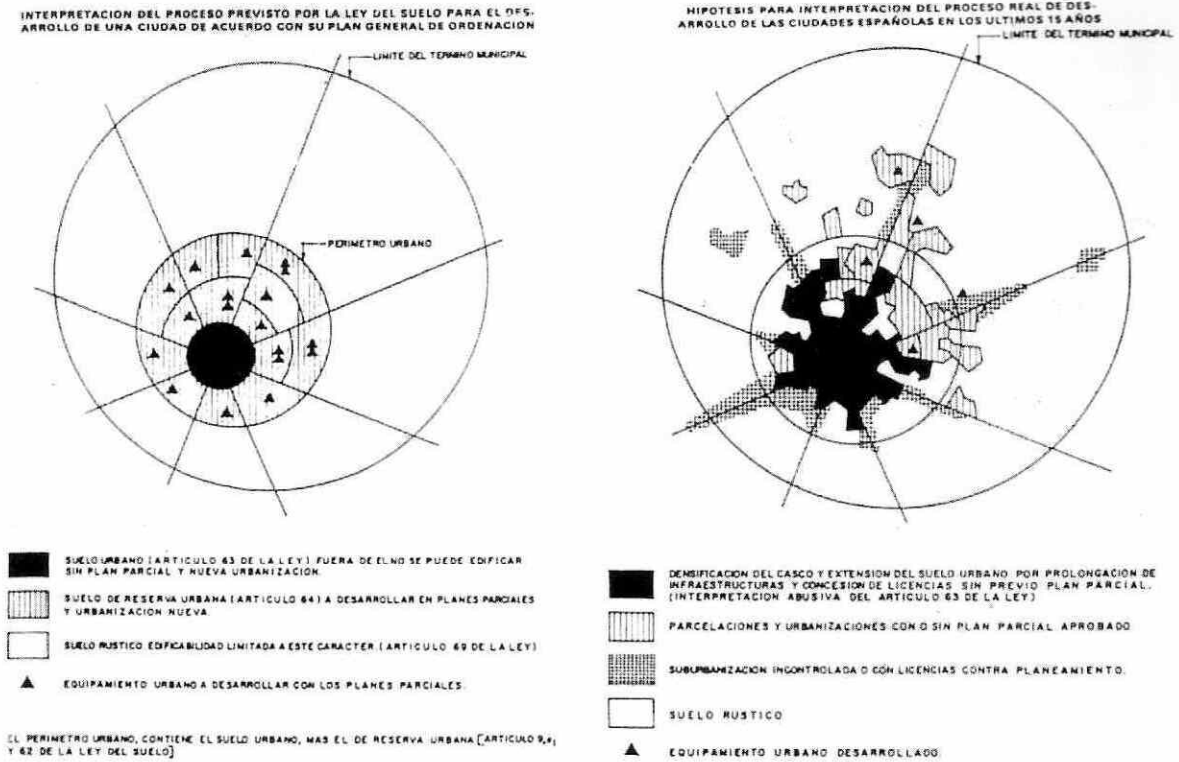 INTERPRETACION DEL PROCESO PREVISTO POR LA LEY DEL SUELO PARA EL DES-
ARROLLO DE UNA CIUDAD DE ACUERDO CON SU PLAN GENERAL DE ORDENACION
LIMITE DEL TERMINO MUNICIPAL
PERIMETRO URBANO
SUELO URBANO (ARTICULO 63 DE LA LEY) FUERA DE EL NO SE PUEDE EDIFICAR
SIN PLAN PARCIAL Y NUEVA URBANIZACION.
SUELO DE RESERVA URBANA (ARTICULO 64) A DESARROLLAR EN PLANES PARCIALES
Y URBANIZACION NUEVA.
SUELO RUSTICO EDIFICABILIDAD LIMITADA A ESTE CARACTER. (ARTICULO 69 DE LA LEY)
EQUIPAMIENTO URBANO A DESARROLLAR CON LOS PLANES PARCIALES.
EL PERIMETRO URBANO, CONTIENE EL SUELO URBANO, MAS EL DE RESERVA URBANA [ARTICULO 9,
Y 62 DE LA LEY DEL SUELO]
HIPOTESIS PARA INTERPRETACION DEL PROCESO REAL DE DES-
ARROLLO DE LAS CIUDADES ESPAÑOLAS EN LOS ULTIMOS 15 AÑOS
LIMITE DEL TERMINO MUNICIPAL
DENSIFICACION DEL CASCO Y EXTENSION DEL SUELO URBANO POR PROLONGACION DE
INFRAESTRUCTURAS Y CONCESION DE LICENCIAS SIN PREVIO PLAN PARCIAL.
(INTERPRETACION ABUSIVA DEL ARTICULO 63 DE LA LEY)
PARCELACIONES Y URBANIZACIONES CON O SIN PLAN PARCIAL APROBADO
SUBURBANIZACION INCONTROLADA O CON LICENCIAS CONTRA PLANEAMIENTO.
SUELO RUSTICO
EQUIPAMIENTO URBANO DESARROLLADO.